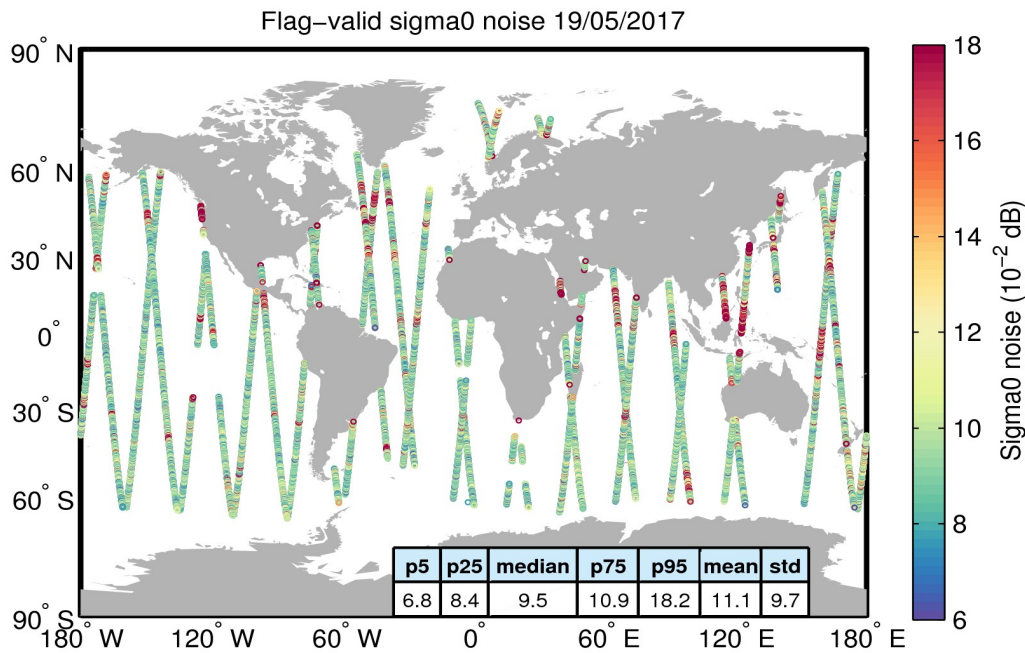 Flag−valid sigma0 noise 19/05/2017
90° N
60° N
30° N
0°
30° S
60° S
90° S
180° W 120° W 60° W 0° 60° E 120° E 180° E
p5 p25 median p75 p95 mean std
6.8 8.4 9.5 10.9 18.2 11.1 9.7
18
16
14
12
10
8
6
Sigma0 noise (10−2 dB)